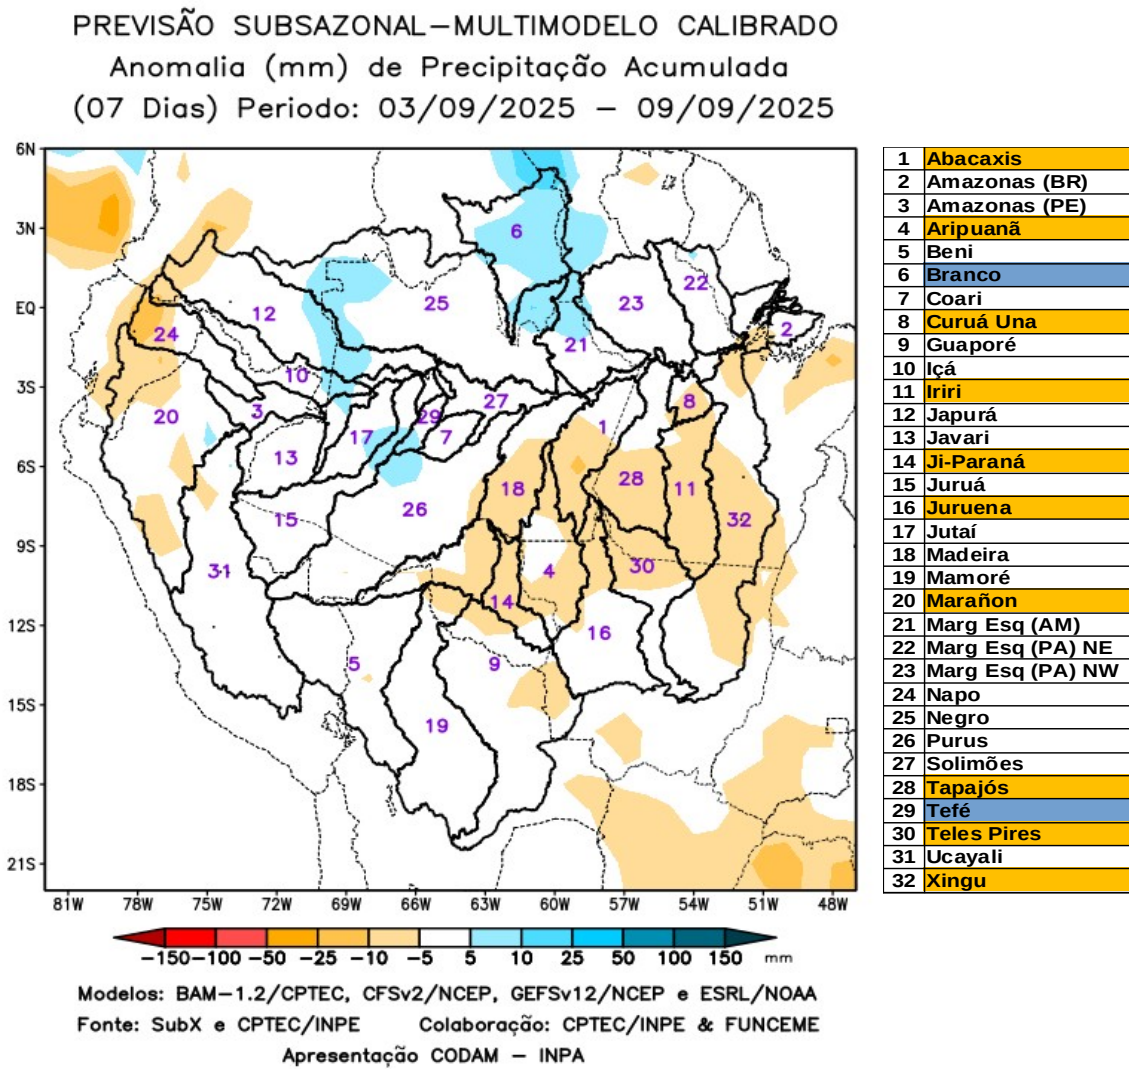 PREVISÃO SUBSAZONAL–MULTIMODELO CALIBRADO
Anomalia (mm) de Precipitação Acumulada
(07 Dias) Periodo: 03/09/2025 – 09/09/2025
6N
3N
EQ
3S
6S
9S
12S
15S
18S
21S
81W 78W 75W 72W 69W 66W 63W 60W 57W 54W 51W 48W
6
22
25
23
12
2
24
21
10
27
8
3
20
29
1
17
7
13
28
18
11
26
15
32
30
31
4
14
16
5
9
19
1 Abacaxis
2 Amazonas (BR)
3 Amazonas (PE)
4 Aripuanã
5 Beni
6 Branco
7 Coari
8 Curuá Una
9 Guaporé
10 Içá
11 Iriri
12 Japurá
13 Javari
14 Ji-Paraná
15 Juruá
16 Juruena
17 Jutaí
18 Madeira
19 Mamoré
20 Marañon
21 Marg Esq (AM)
22 Marg Esq (PA) NE
23 Marg Esq (PA) NW
24 Napo
25 Negro
26 Purus
27 Solimões
28 Tapajós
29 Tefé
30 Teles Pires
31 Ucayali
32 Xingu
−150 −100 −50 −25 −10 −5 5 10 25 50 100 150 mm
Modelos: BAM−1.2/CPTEC, CFSv2/NCEP, GEFSv12/NCEP e ESRL/NOAA
Fonte: SubX e CPTEC/INPE Colaboração: CPTEC/INPE & FUNCEME
Apresentação CODAM – INPA